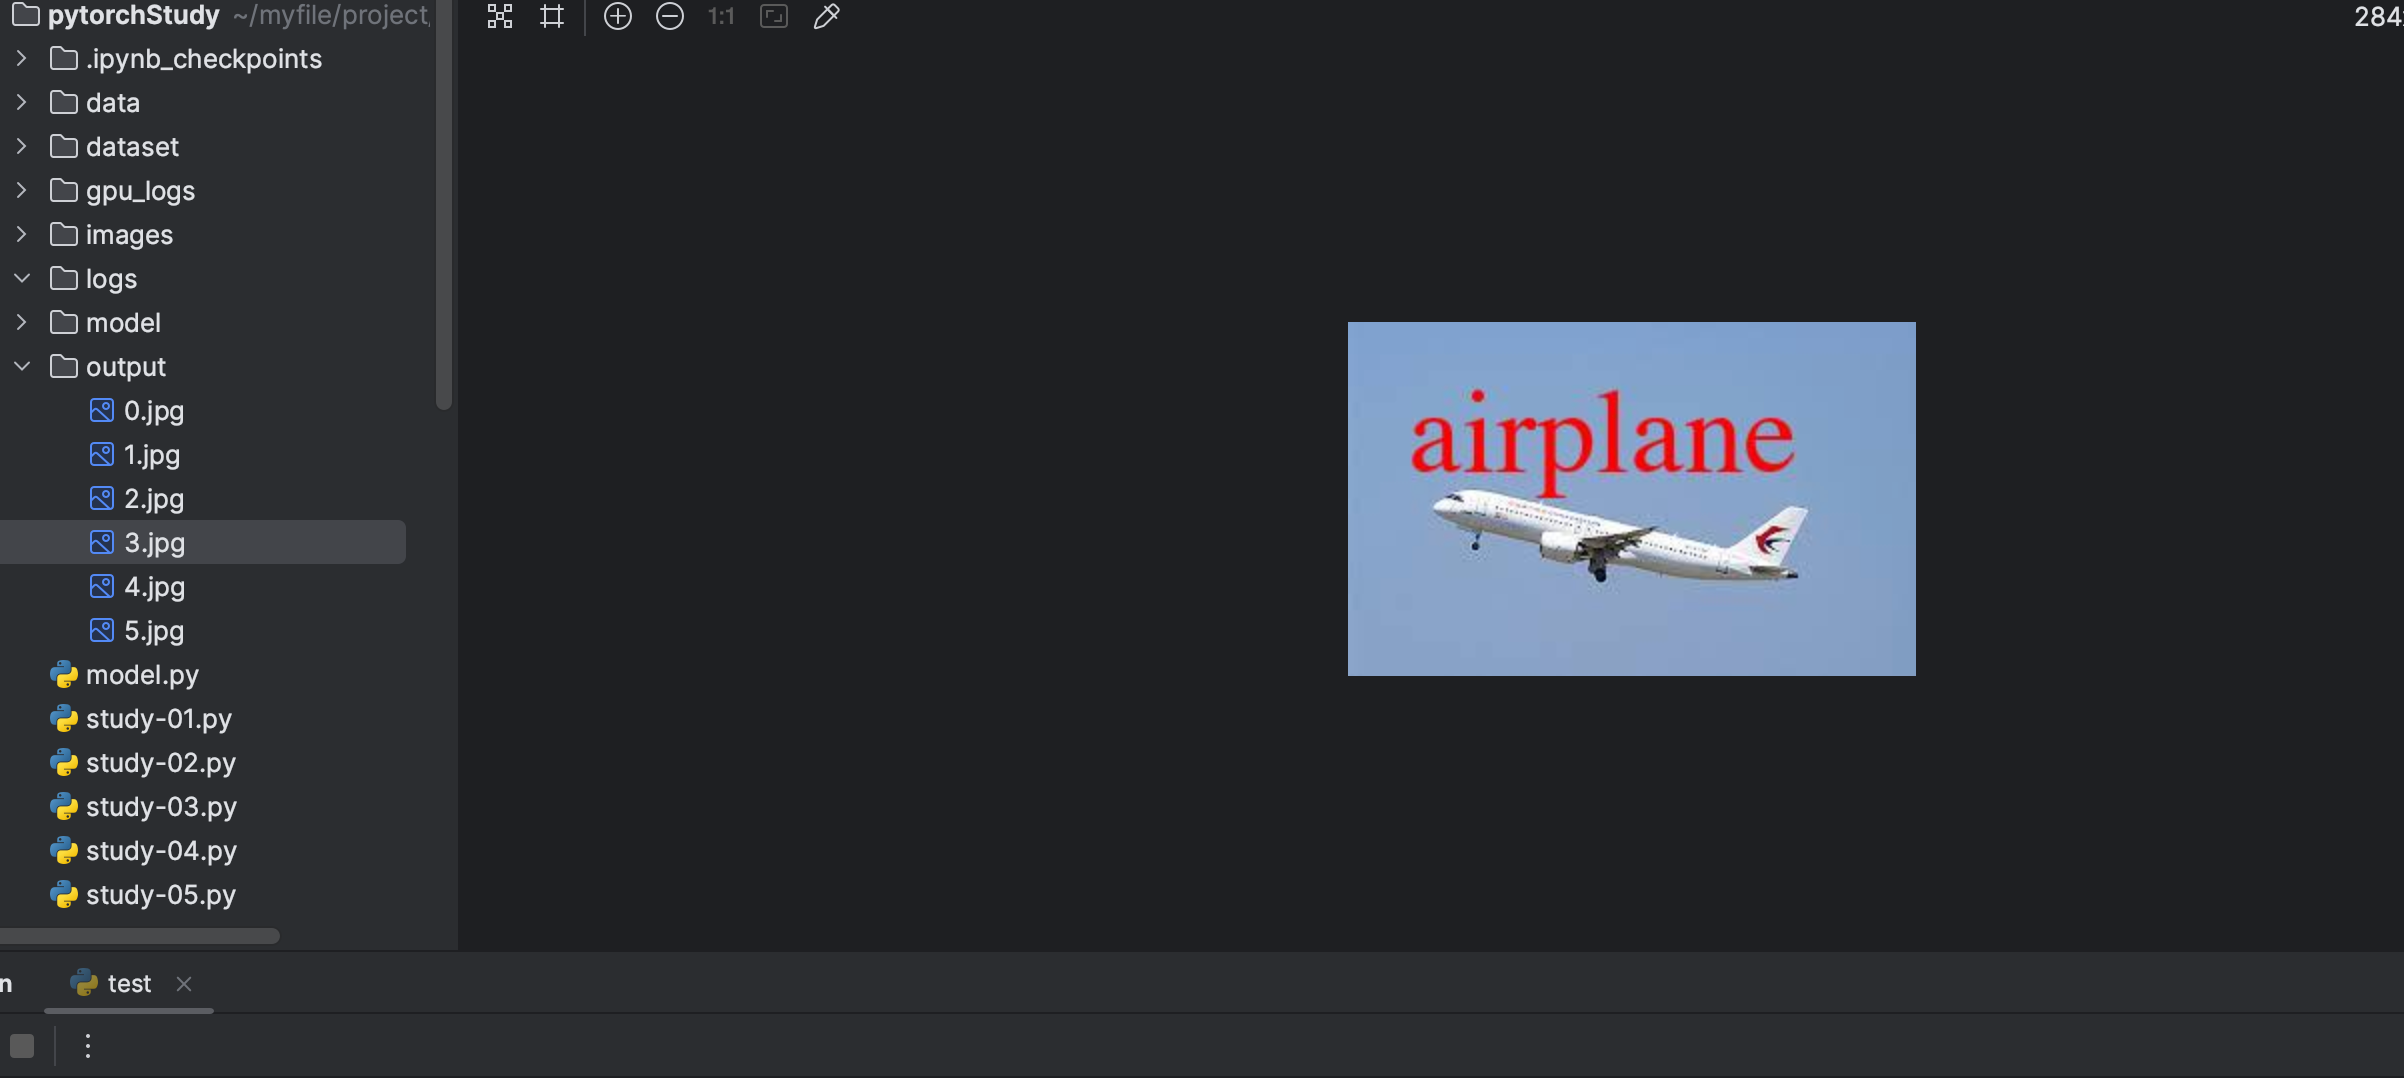 pytorchStudy ~/myfile/project
.ipynb_checkpoints
data
dataset
gpu_logs
images
logs
model
output
0.jpg
1.jpg
2.jpg
3.jpg
4.jpg
5.jpg
model.py
study-01.py
study-02.py
study-03.py
study-04.py
study-05.py
1:1
284
airplane
n
test